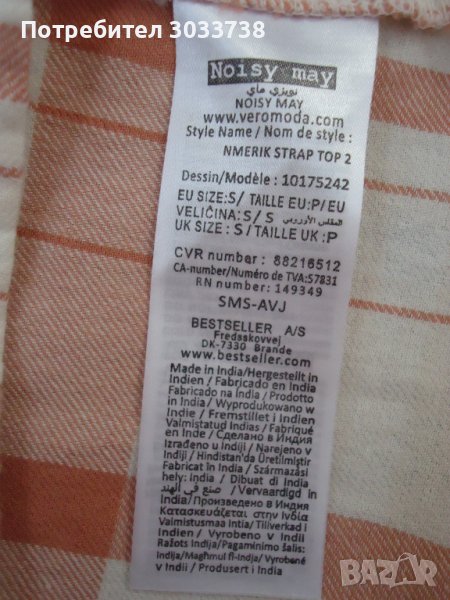 Потребител 3033738
Noisy may
نويزي ماي
NOISY MAY
www.veromoda.com
Style Name / Nom de style :
NMERIK STRAP TOP 2
Dessin/Modèle : 10175242
EU SIZE:S/ TAILLE EU:P/EU
VELIČINA:S/ S المقاس الأوروبي
UK SIZE : S/TAILLE UK :P
CVR number : 88216512
CA-number/Numéro de TVA:57831
RN number : 149349
SMS-AVJ
BESTSELLER A/S
Fredsskovvej
DK-7330 Brande
www.bestseller.com
Made in India/Hergestellt in
Indien / Fabricado en India
Fabricado na Índia / Prodotto
in India / Wyprodukowano w
Indie / Fremstillet i Indien
Valmistatud Indias / Fabriqué
en Inde / Сделано в Индия
Izrađeno u Indiji / Narejeno v
Indiji / Hindistan'da Üretilmiştir
Fabricat în India / Származási
hely: India / Dibuat di India
صنع في الهند / Vervaardigd in
India/Произведено в Индия
Κατασκευάζεται στην Ινδία
Valmistusmaa Intia / Tillverkad i
Indien / Vyrobeno v Indii
Ražots Indijā/Pagaminimo šalis:
Indija/Magħmul fl-Indja/ Vyrobené
v Indii / Produsert i India
BAZAR